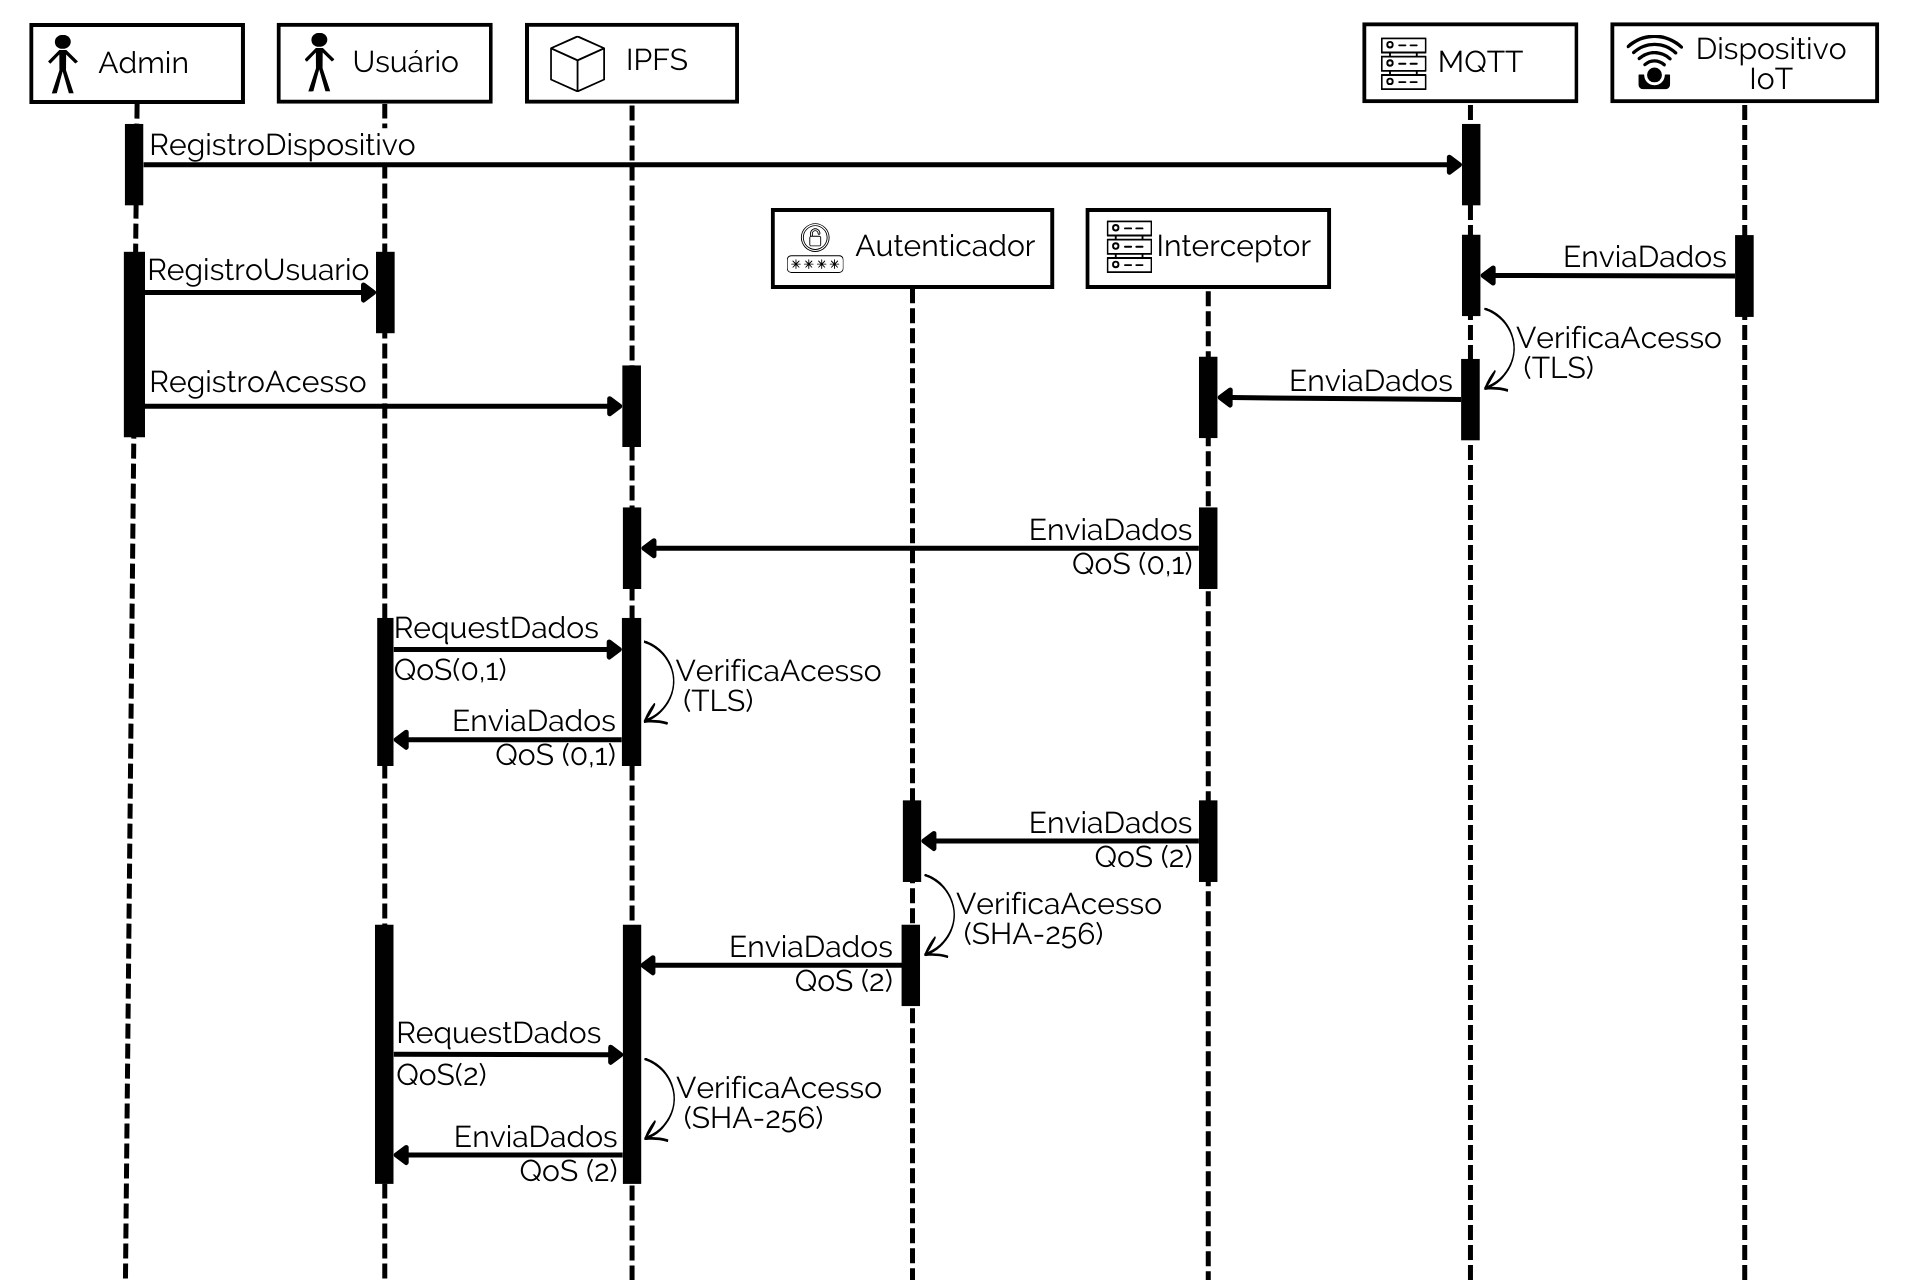 Admin
Usuário
IPFS
MQTT
Dispositivo
IoT
RegistroDispositivo
Autenticador
Interceptor
****
RegistroUsuario
EnviaDados
VerificaAcesso
(TLS)
RegistroAcesso
EnviaDados
EnviaDados
QoS (0,1)
RequestDados
QoS(0,1)
VerificaAcesso
(TLS)
EnviaDados
QoS (0,1)
EnviaDados
QoS (2)
VerificaAcesso
(SHA-256)
EnviaDados
QoS (2)
RequestDados
QoS(2)
VerificaAcesso
(SHA-256)
EnviaDados
QoS (2)